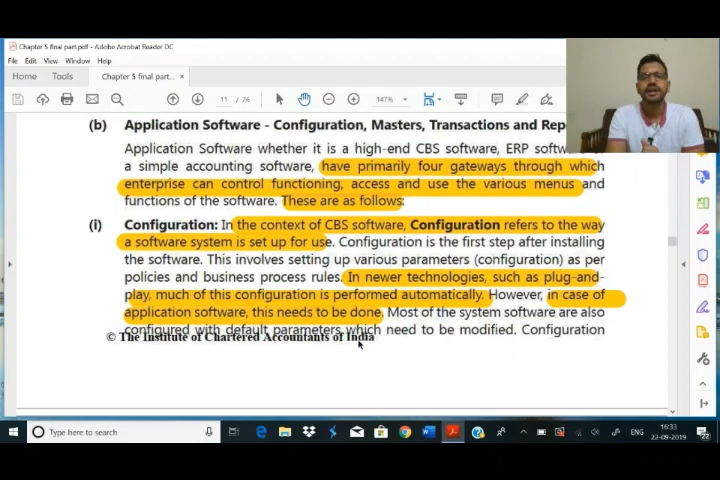 Chapter 5 final part.pdf - Adobe Acrobat Reader DC
File Edit View Window Help
Home Tools Chapter 5 final part... ×
11 / 26 147%
(b) Application Software - Configuration, Masters, Transactions and Repo
Application Software whether it is a high-end CBS software, ERP softw
a simple accounting software, have primarily four gateways through which
enterprise can control functioning, access and use the various menus and
functions of the software. These are as follows:
(i) Configuration: In the context of CBS software, Configuration refers to the way
a software system is set up for use. Configuration is the first step after installing
the software. This involves setting up various parameters (configuration) as per
policies and business process rules. In newer technologies, such as plug-and-
play, much of this configuration is performed automatically. However, in case of
application software, this needs to be done. Most of the system software are also
configured with default parameters which need to be modified. Configuration
© The Institute of Chartered Accountants of India
Type here to search
ENG
16:33
22-09-2019
22